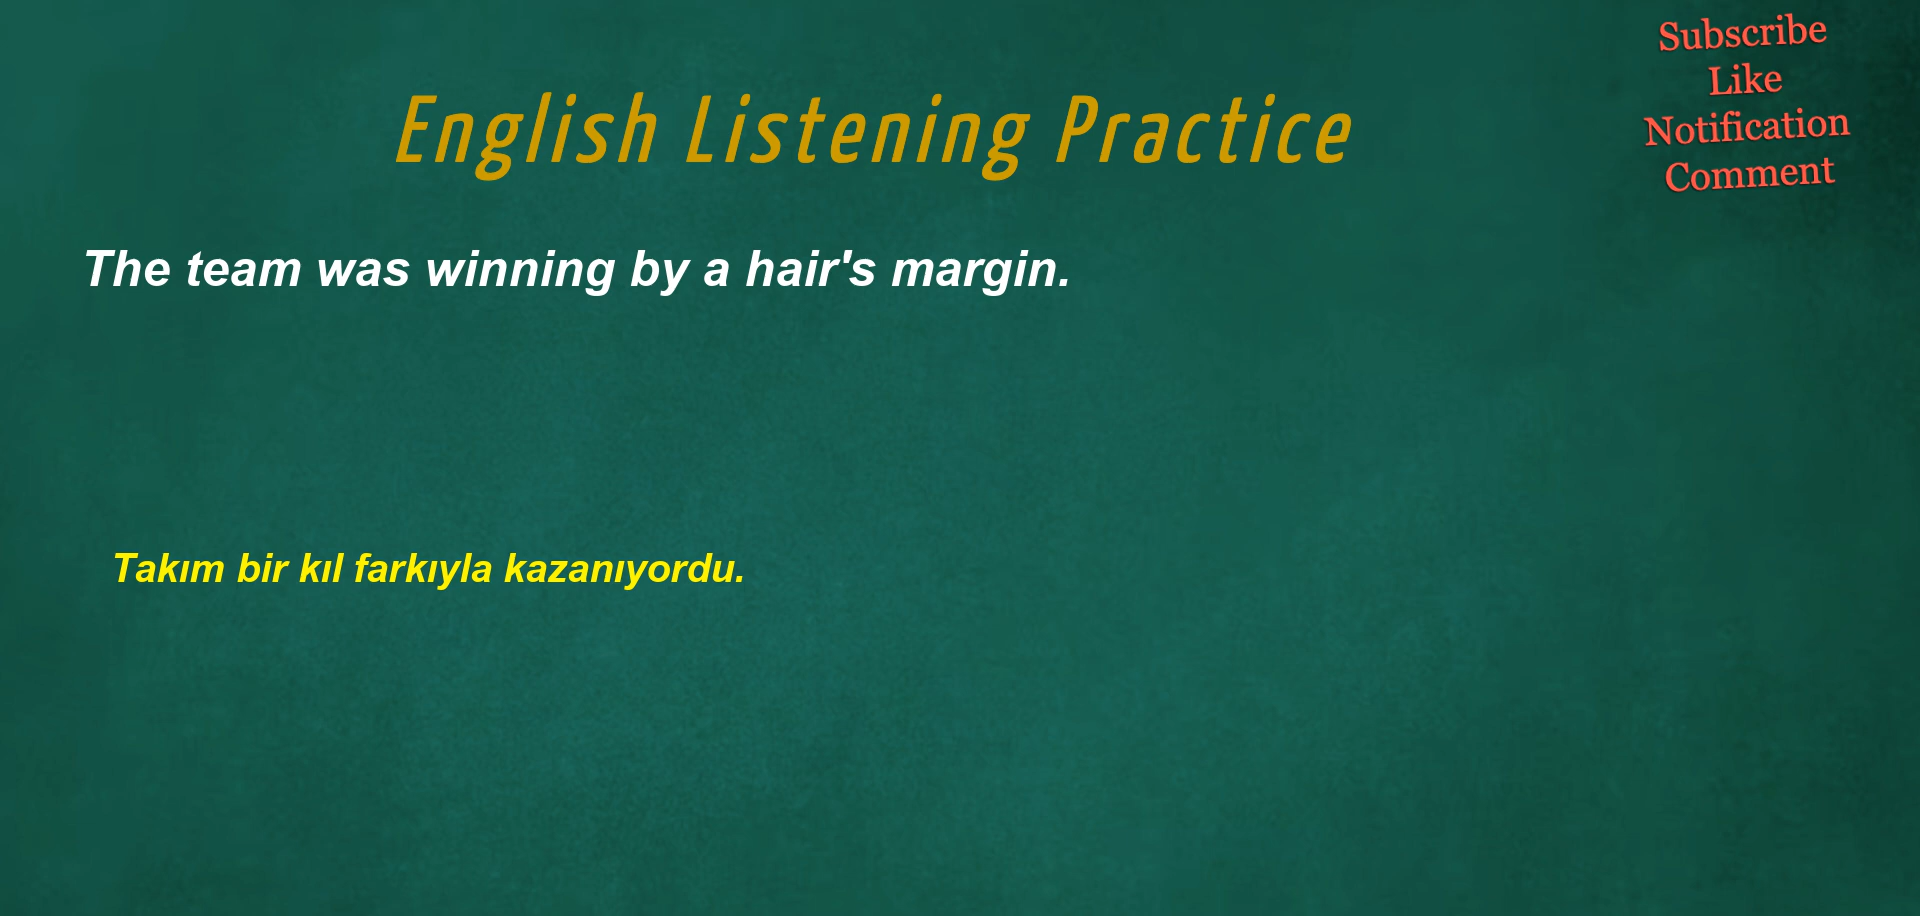 English Listening Practice
Subscribe
Like
Notification
Comment
The team was winning by a hair's margin.
Takım bir kıl farkıyla kazanıyordu.